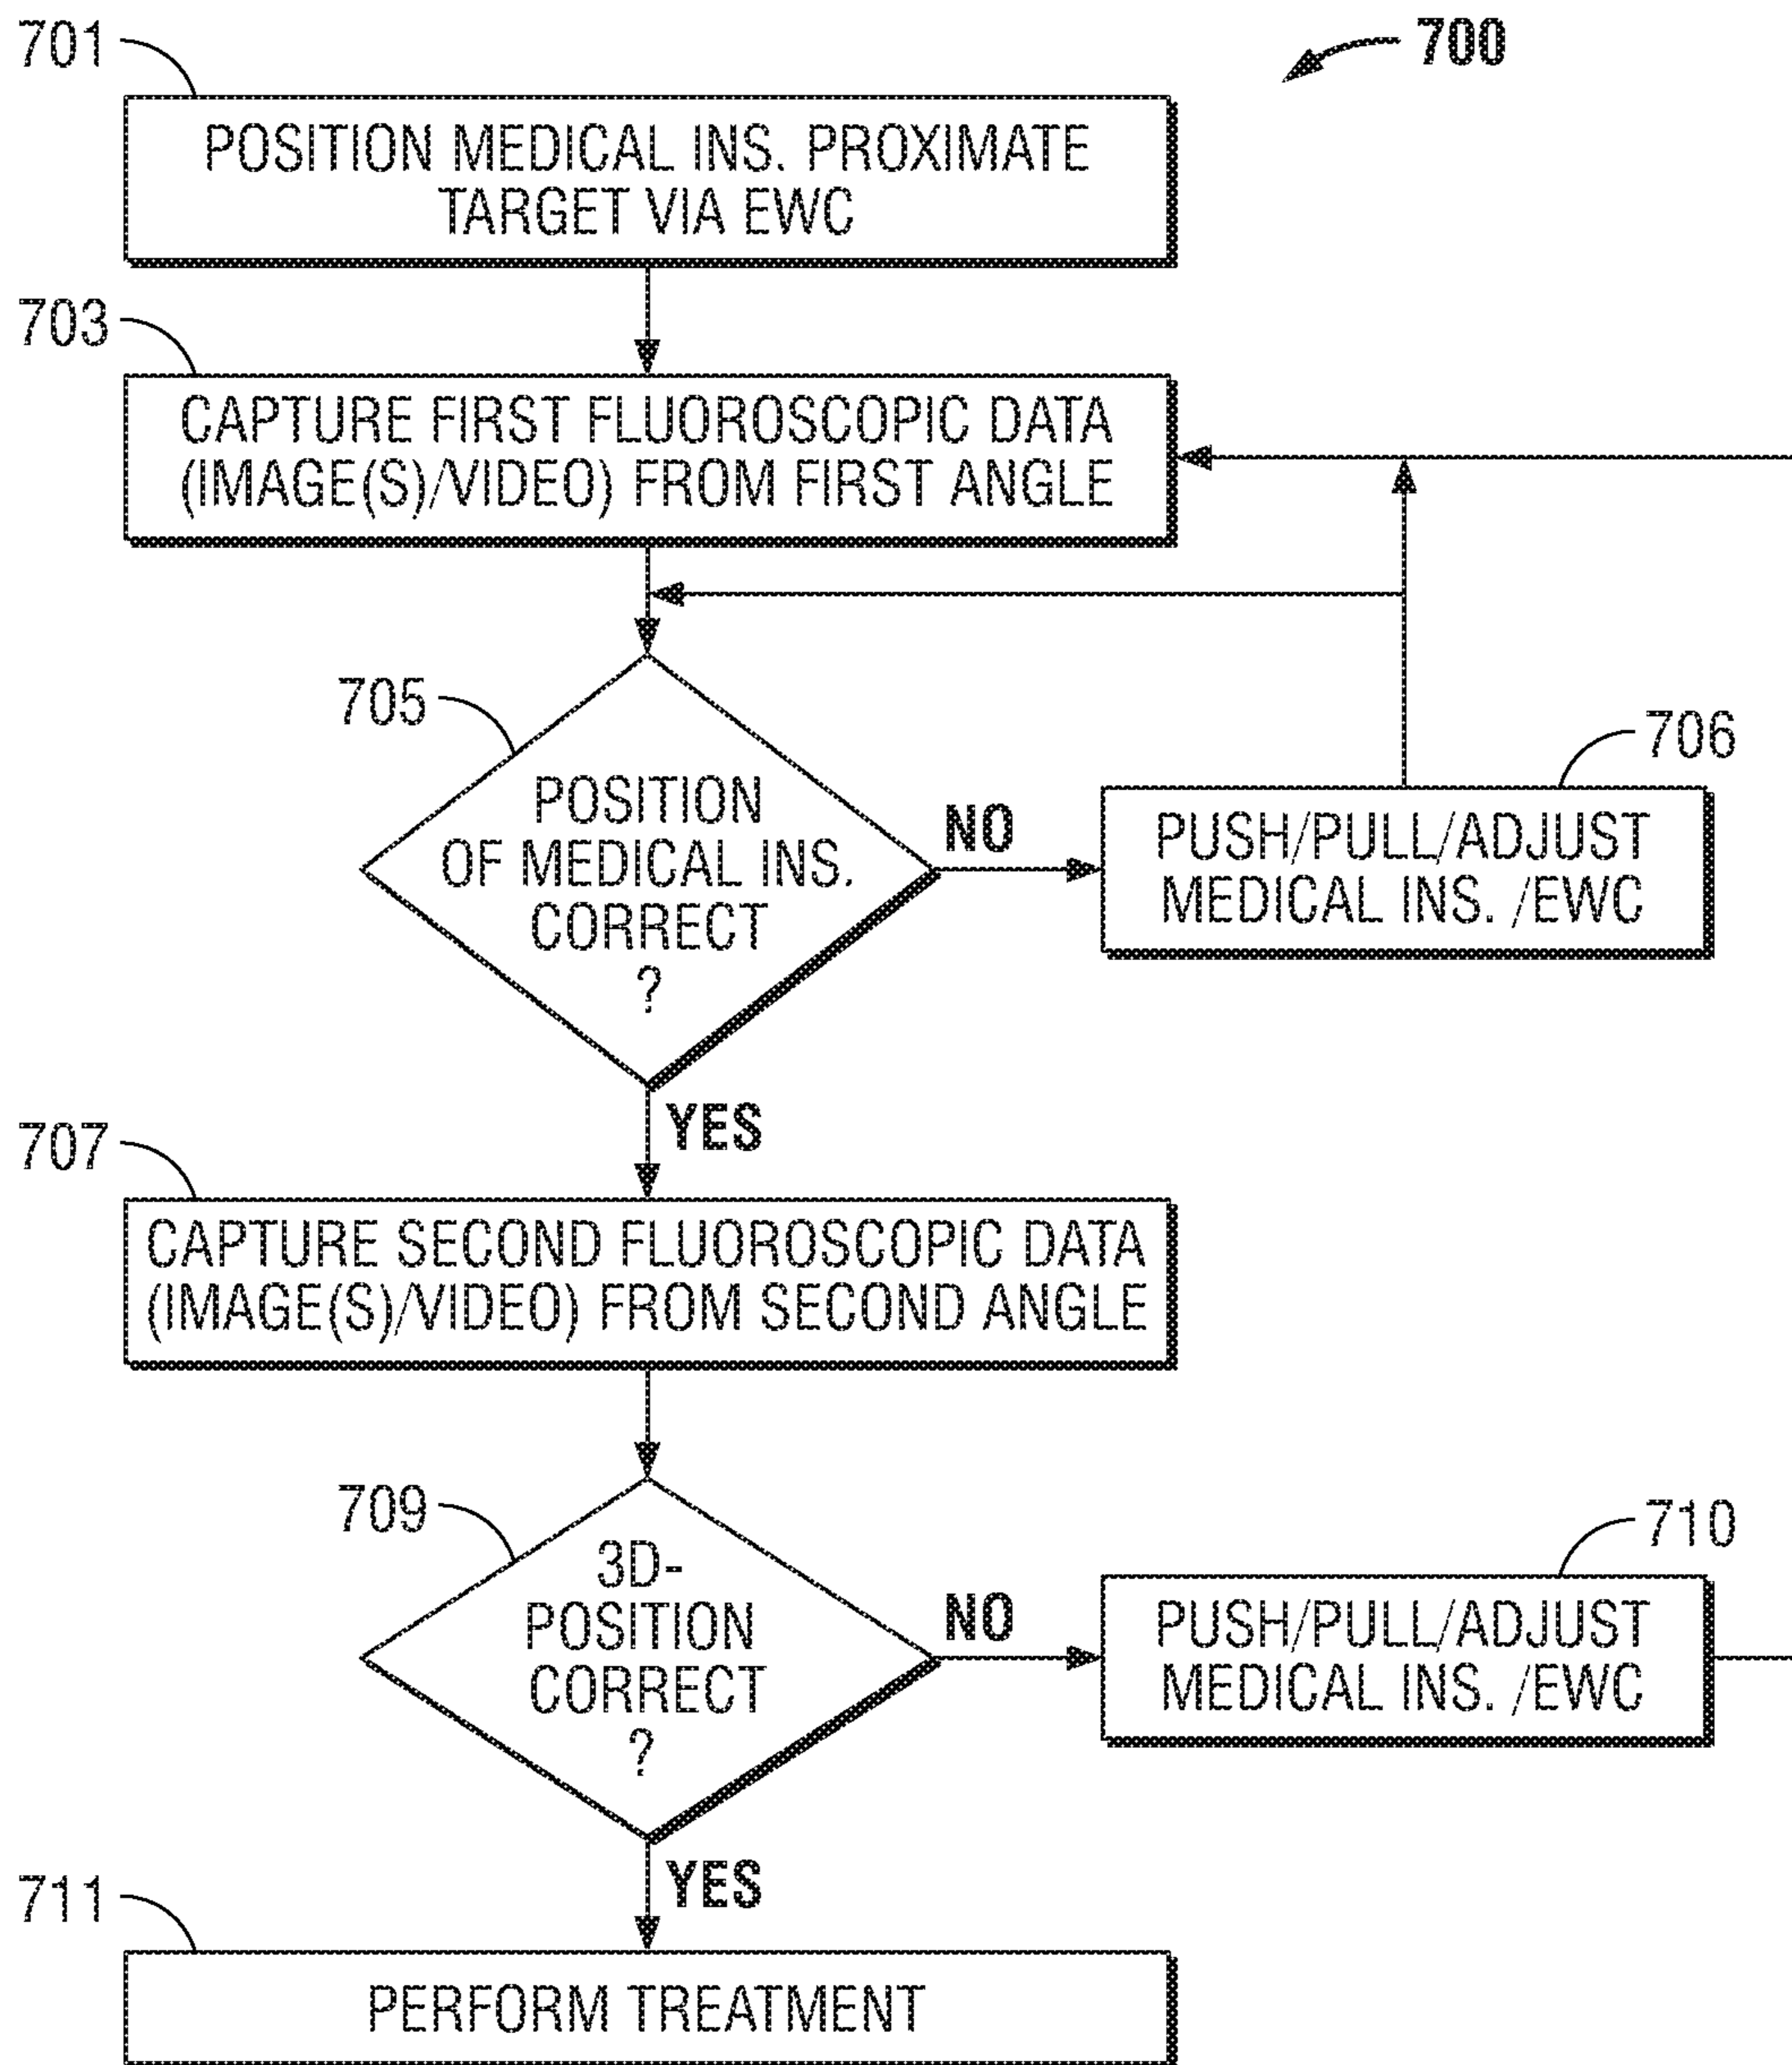 701
700
POSITION MEDICAL INS. PROXIMATE
TARGET VIA EWC
703
CAPTURE FIRST FLUOROSCOPIC DATA
(IMAGE(S)/VIDEO) FROM FIRST ANGLE
705
POSITION
OF MEDICAL INS.
CORRECT
?
NO
706
PUSH/PULL/ADJUST
MEDICAL INS. /EWC
YES
707
CAPTURE SECOND FLUOROSCOPIC DATA
(IMAGE(S)/VIDEO) FROM SECOND ANGLE
709
3D-
POSITION
CORRECT
?
NO
710
PUSH/PULL/ADJUST
MEDICAL INS. /EWC
YES
711
PERFORM TREATMENT